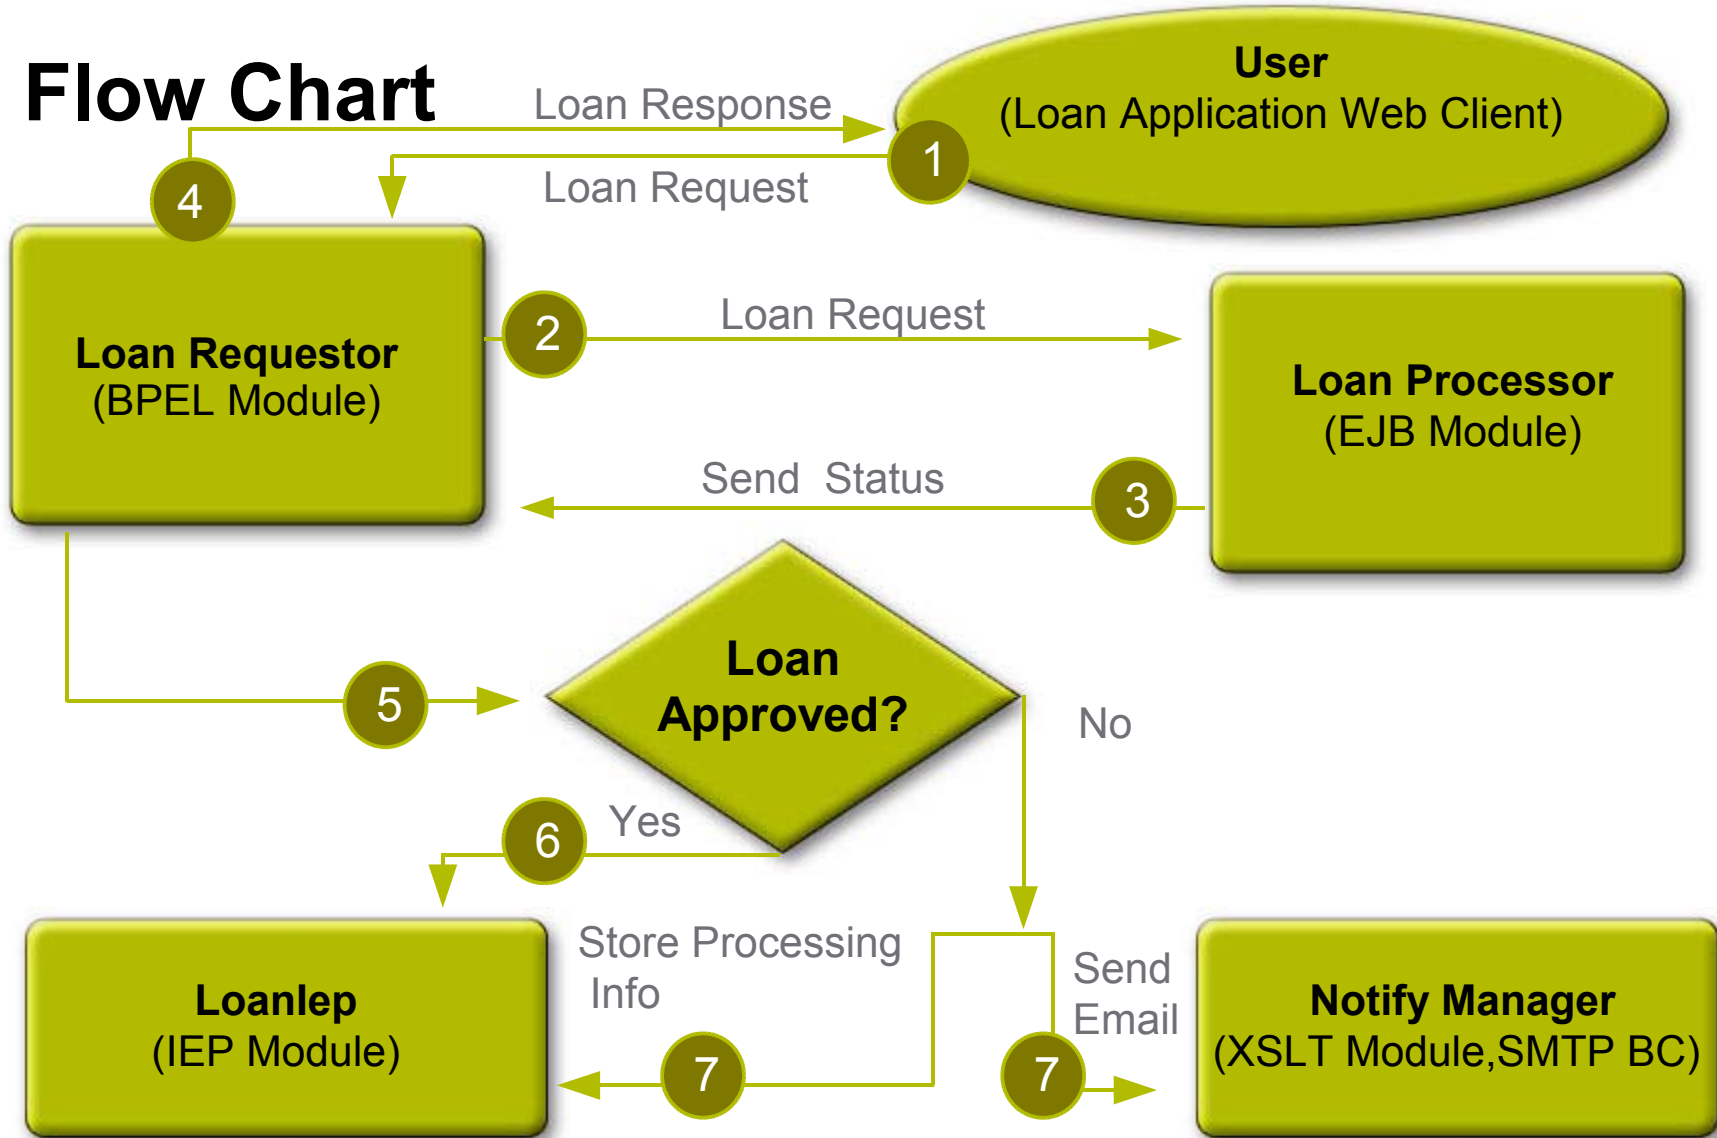 Flow Chart
User
(Loan Application Web Client)
Loan Response
1
Loan Request
4
Loan Requestor
(BPEL Module)
2
Loan Request
Loan Processor
(EJB Module)
Send Status
3
Loan
Approved?
5
No
Yes
6
Store Processing
Info
Send
Email
LoanIep
(IEP Module)
Notify Manager
(XSLT Module,SMTP BC)
7
7